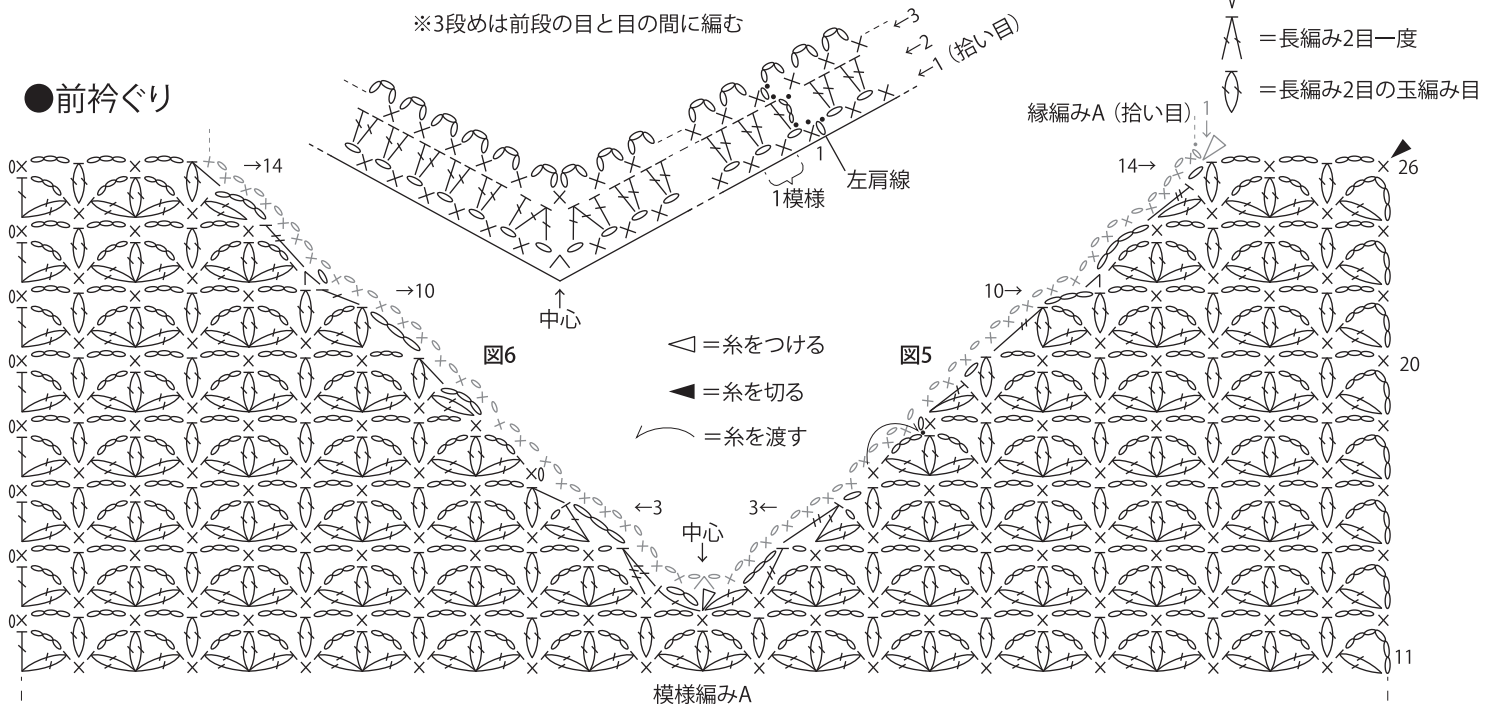 ※3段めは前段の目と目の間に編む
←3
←2
←1（拾い目）
＝長編み2目一度
＝長編み2目の玉編み目
●前衿ぐり
縁編みA（拾い目）
1
→14
14→
26
1
1模様
左肩線
→10
10→
中心
図6
図5
＝糸をつける
＝糸を切る
＝糸を渡す
20
←3
3←
中心
11
模様編みA